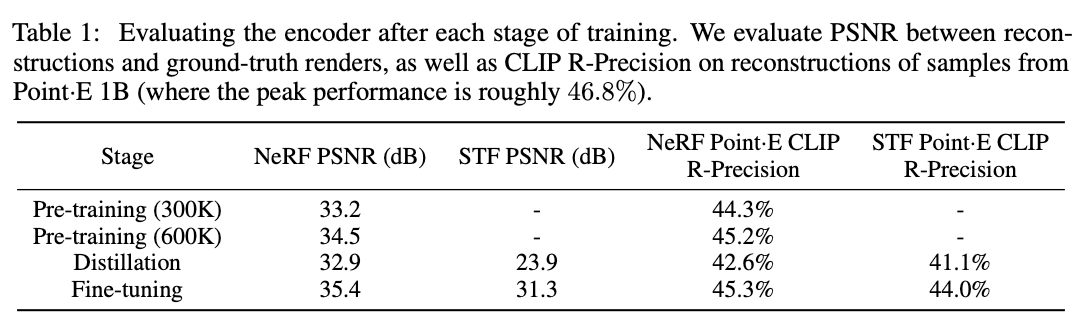 Table 1: Evaluating the encoder after each stage of training. We evaluate PSNR between recon-
structions and ground-truth renders, as well as CLIP R-Precision on reconstructions of samples from
Point·E 1B (where the peak performance is roughly 46.8%).
Stage NeRF PSNR (dB) STF PSNR (dB) NeRF Point·E CLIP R-Precision STF Point·E CLIP R-Precision
Pre-training (300K) 33.2 - 44.3% -
Pre-training (600K) 34.5 - 45.2% -
Distillation 32.9 23.9 42.6% 41.1%
Fine-tuning 35.4 31.3 45.3% 44.0%